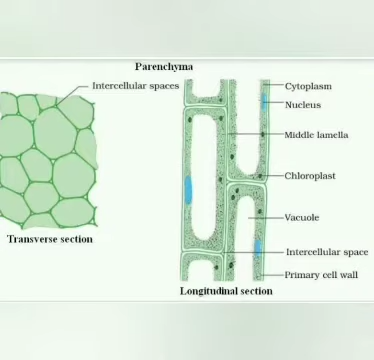 Parenchyma
Intercellular spaces
Transverse section
Cytoplasm
Nucleus
Middle lamella
Chloroplast
Vacuole
Intercellular space
Primary cell wall
Longitudinal section